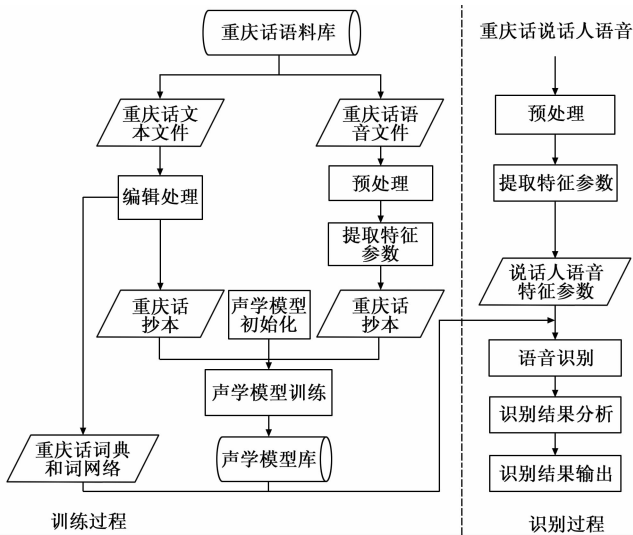 重庆话语料库
重庆话说话人语音
重庆话文
本文件
重庆话语
音文件
预处理
预处理
编辑处理
提取特征参数
提取特征
参数
说话人语音
特征参数
重庆话
抄本
声学模型
初始化
重庆话
抄本
语音识别
声学模型训练
识别结果分析
重庆话词典
和词网络
声学模型库
识别结果输出
训练过程
识别过程